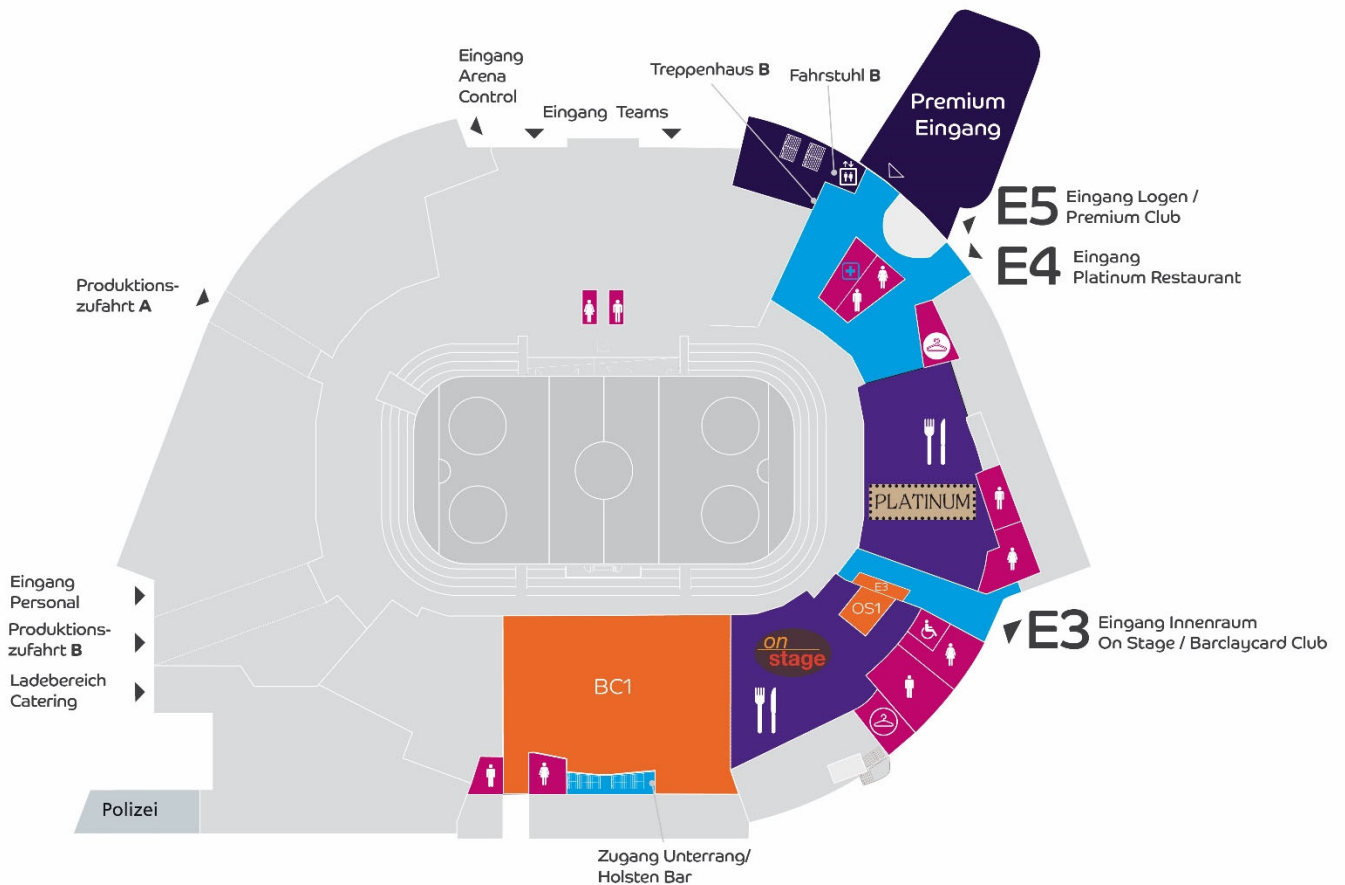 Eingang
Arena
Control
Eingang Teams
Treppenhaus B
Fahrstuhl B
Premium
Eingang
E5
Eingang Logen /
Premium Club
E4
Eingang
Platinum Restaurant
Produktions-
zufahrt A
PLATINUM
Eingang
Personal
Produktions-
zufahrt B
Ladebereich
Catering
E3
OS1
on
stage
E3
Eingang Innenraum
On Stage / Barclaycard Club
BC1
Polizei
Zugang Unterrang/
Holsten Bar